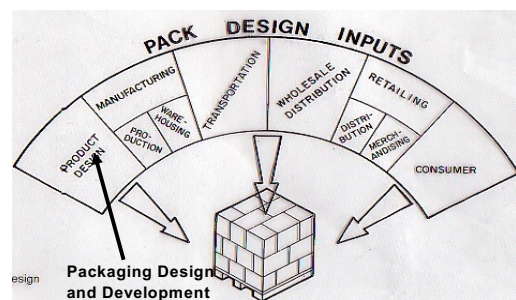 PACK DESIGN INPUTS
PRODUCT
DESIGN
MANUFACTURING
PRO-
DUCTION
WARE-
HOUSING
TRANSPORTATION
WHOLESALE
DISTRIBUTION
RETAILING
DISTRI-
BUTION
MERCH-
ANDISING
CONSUMER
esign
Packaging Design
and Development